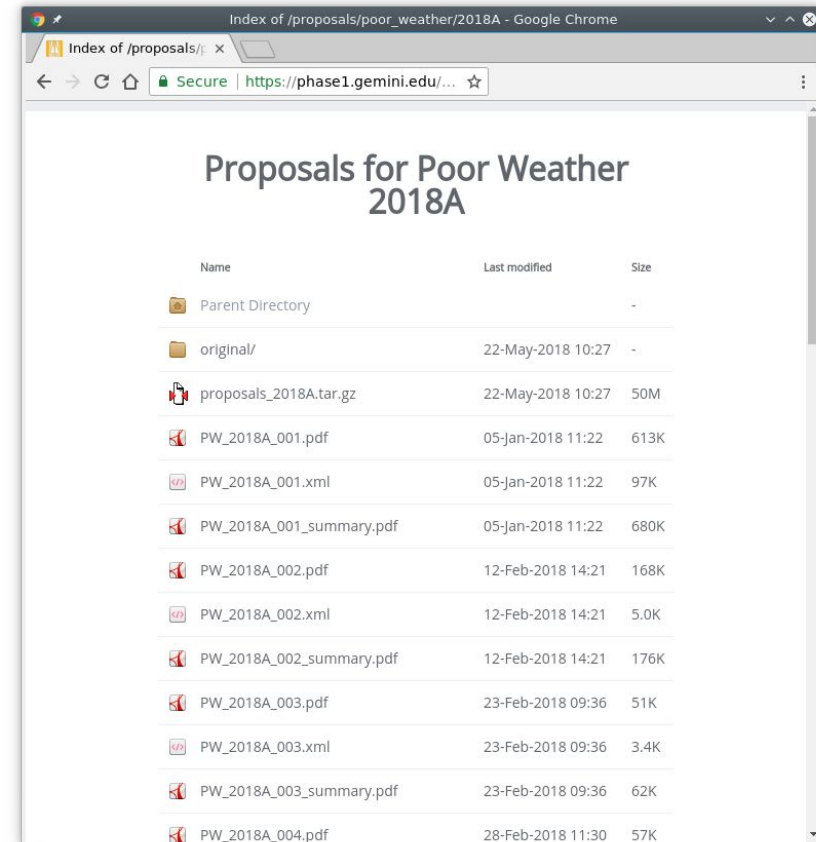 Index of /proposals/poor_weather/2018A - Google Chrome
Index of /proposals/p
Secure | https://phase1.gemini.edu/...
Proposals for Poor Weather
2018A
Name Last modified Size
Parent Directory -
original/ 22-May-2018 10:27 -
proposals_2018A.tar.gz 22-May-2018 10:27 50M
PW_2018A_001.pdf 05-Jan-2018 11:22 613K
PW_2018A_001.xml 05-Jan-2018 11:22 97K
PW_2018A_001_summary.pdf 05-Jan-2018 11:22 680K
PW_2018A_002.pdf 12-Feb-2018 14:21 168K
PW_2018A_002.xml 12-Feb-2018 14:21 5.0K
PW_2018A_002_summary.pdf 12-Feb-2018 14:21 176K
PW_2018A_003.pdf 23-Feb-2018 09:36 51K
PW_2018A_003.xml 23-Feb-2018 09:36 3.4K
PW_2018A_003_summary.pdf 23-Feb-2018 09:36 62K
PW_2018A_004.pdf 28-Feb-2018 11:30 57K